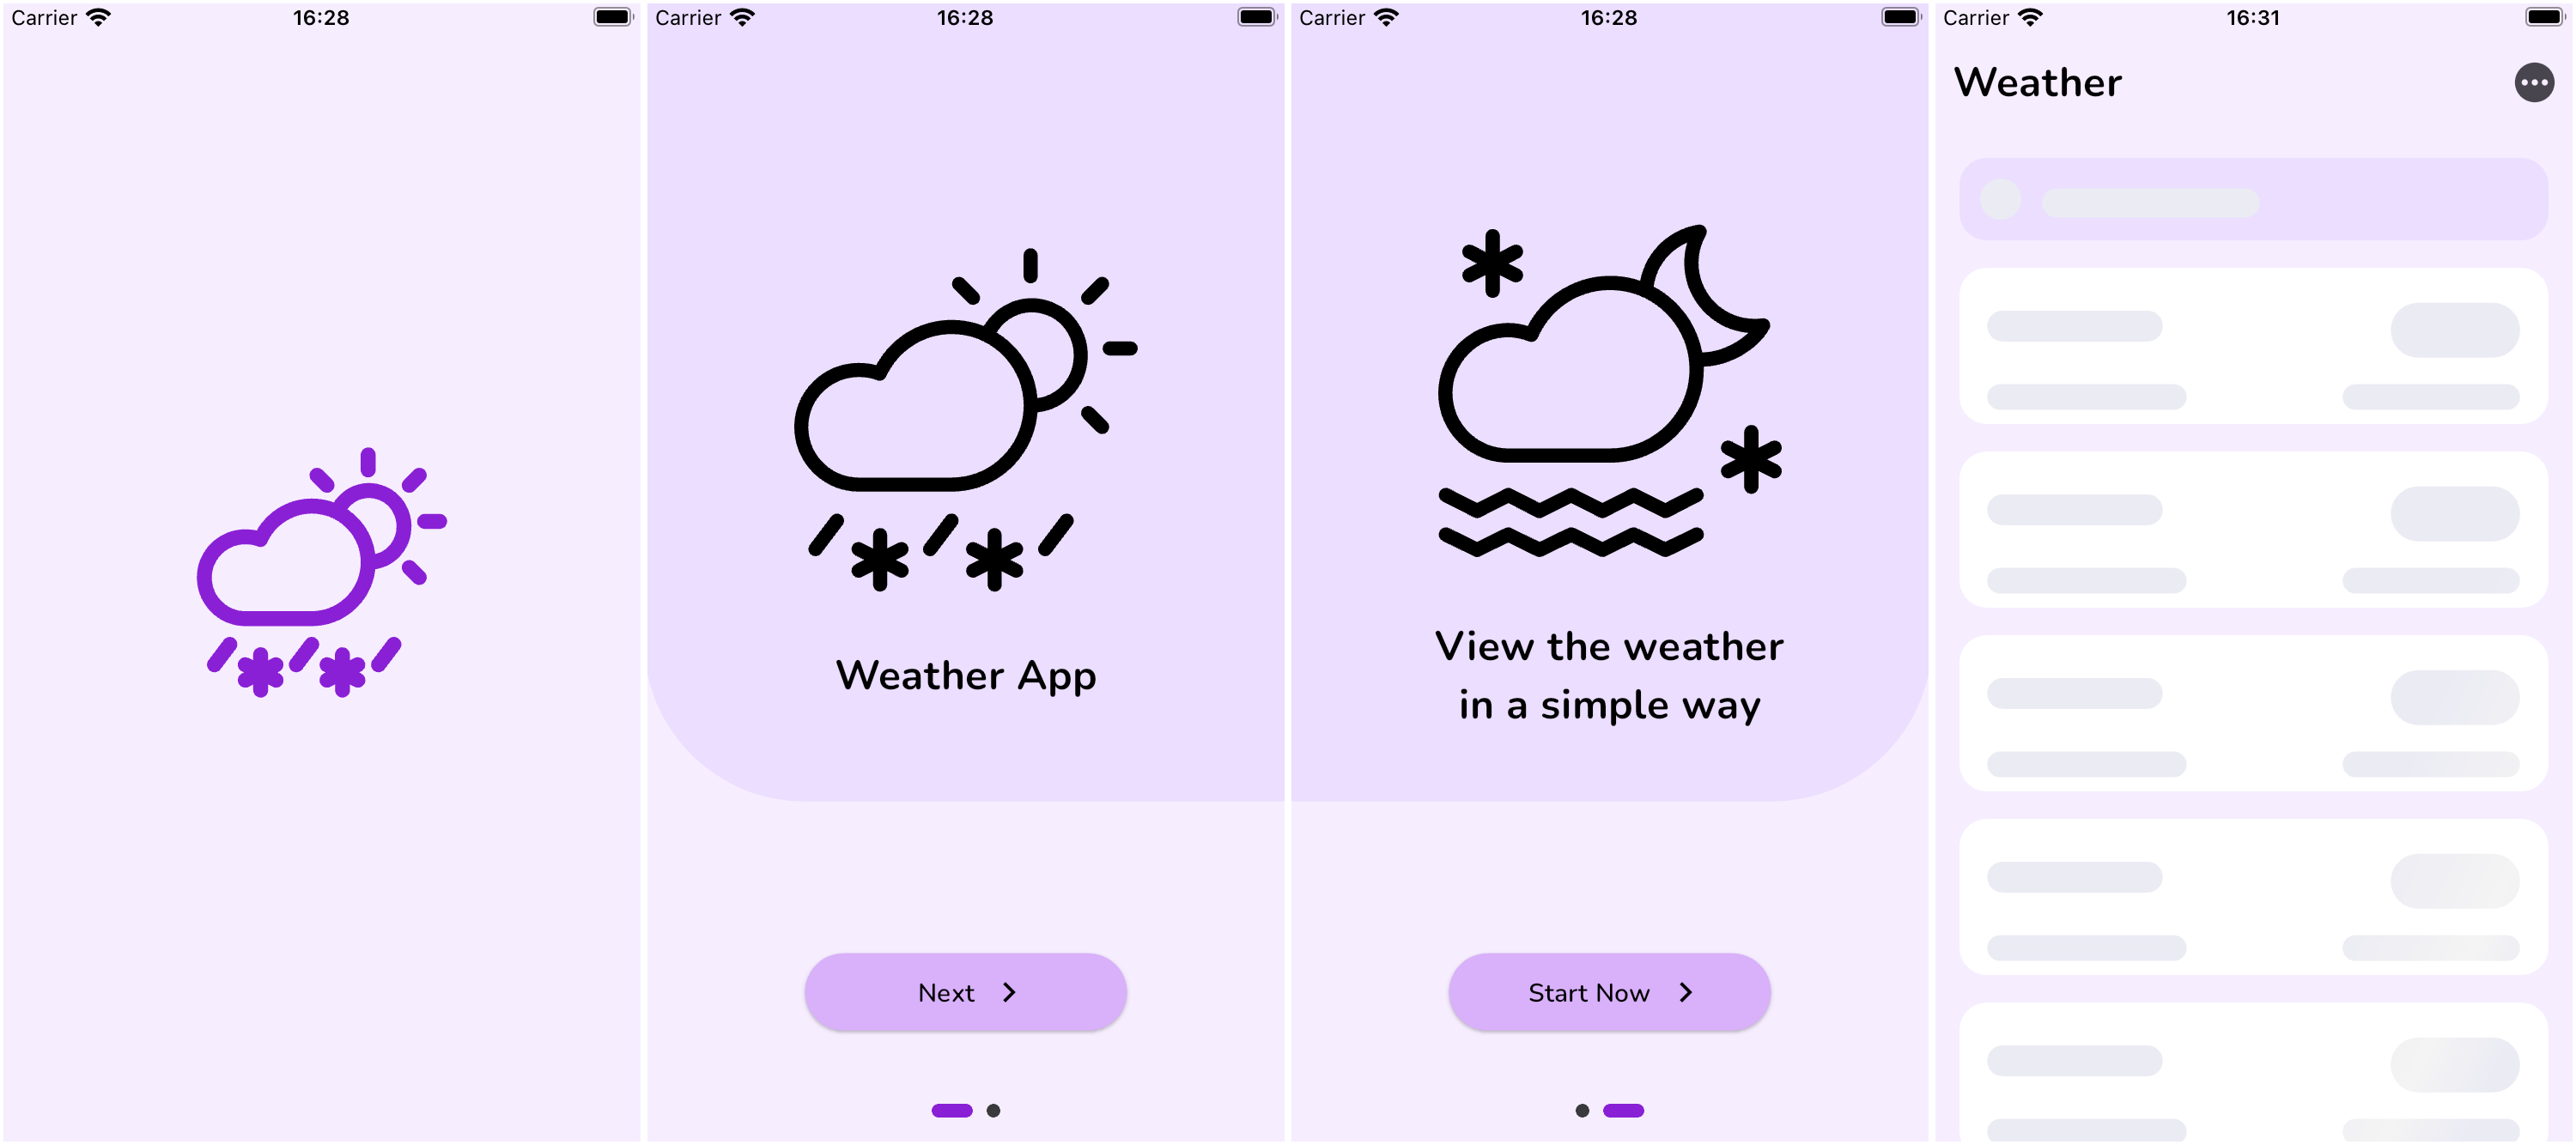 Carrier 16:28
Carrier 16:28
Weather App
Next
Carrier 16:28
View the weather
in a simple way
Start Now
Carrier 16:31
Weather